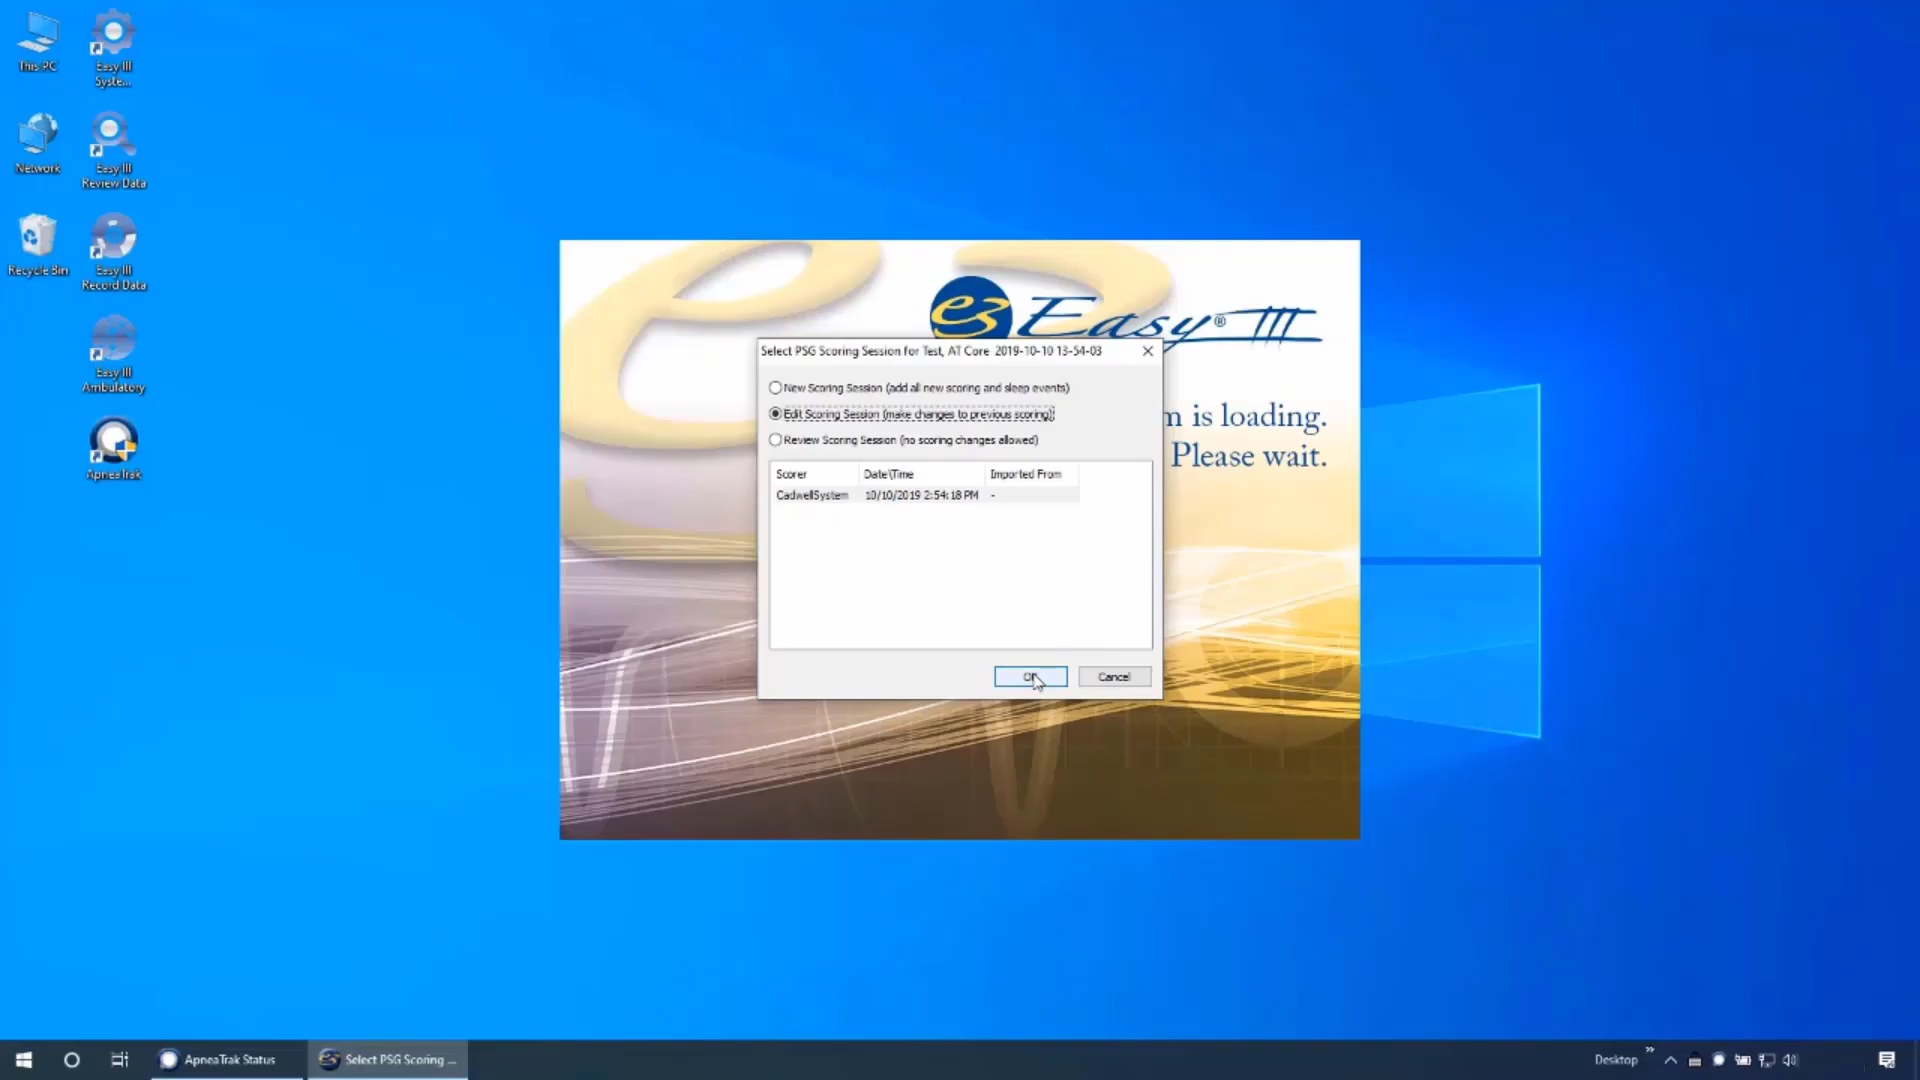 This PC
Easy III
Syste...
Network
Easy III
Review Data
Recycle Bin
Easy III
Record Data
Easy III
Ambulatory
ApneaTrak
e3 Easy® III
m is loading.
Please wait.
Select PSG Scoring Session for Test, AT Core 2019-10-10 13-54-03
New Scoring Session (add all new scoring and sleep events)
Edit Scoring Session (make changes to previous scoring)
Review Scoring Session (no scoring changes allowed)
Scorer Date\Time Imported From
CadwellSystem 10/10/2019 2:54:18 PM -
OK Cancel
ApneaTrak Status
Select PSG Scoring ...
Desktop